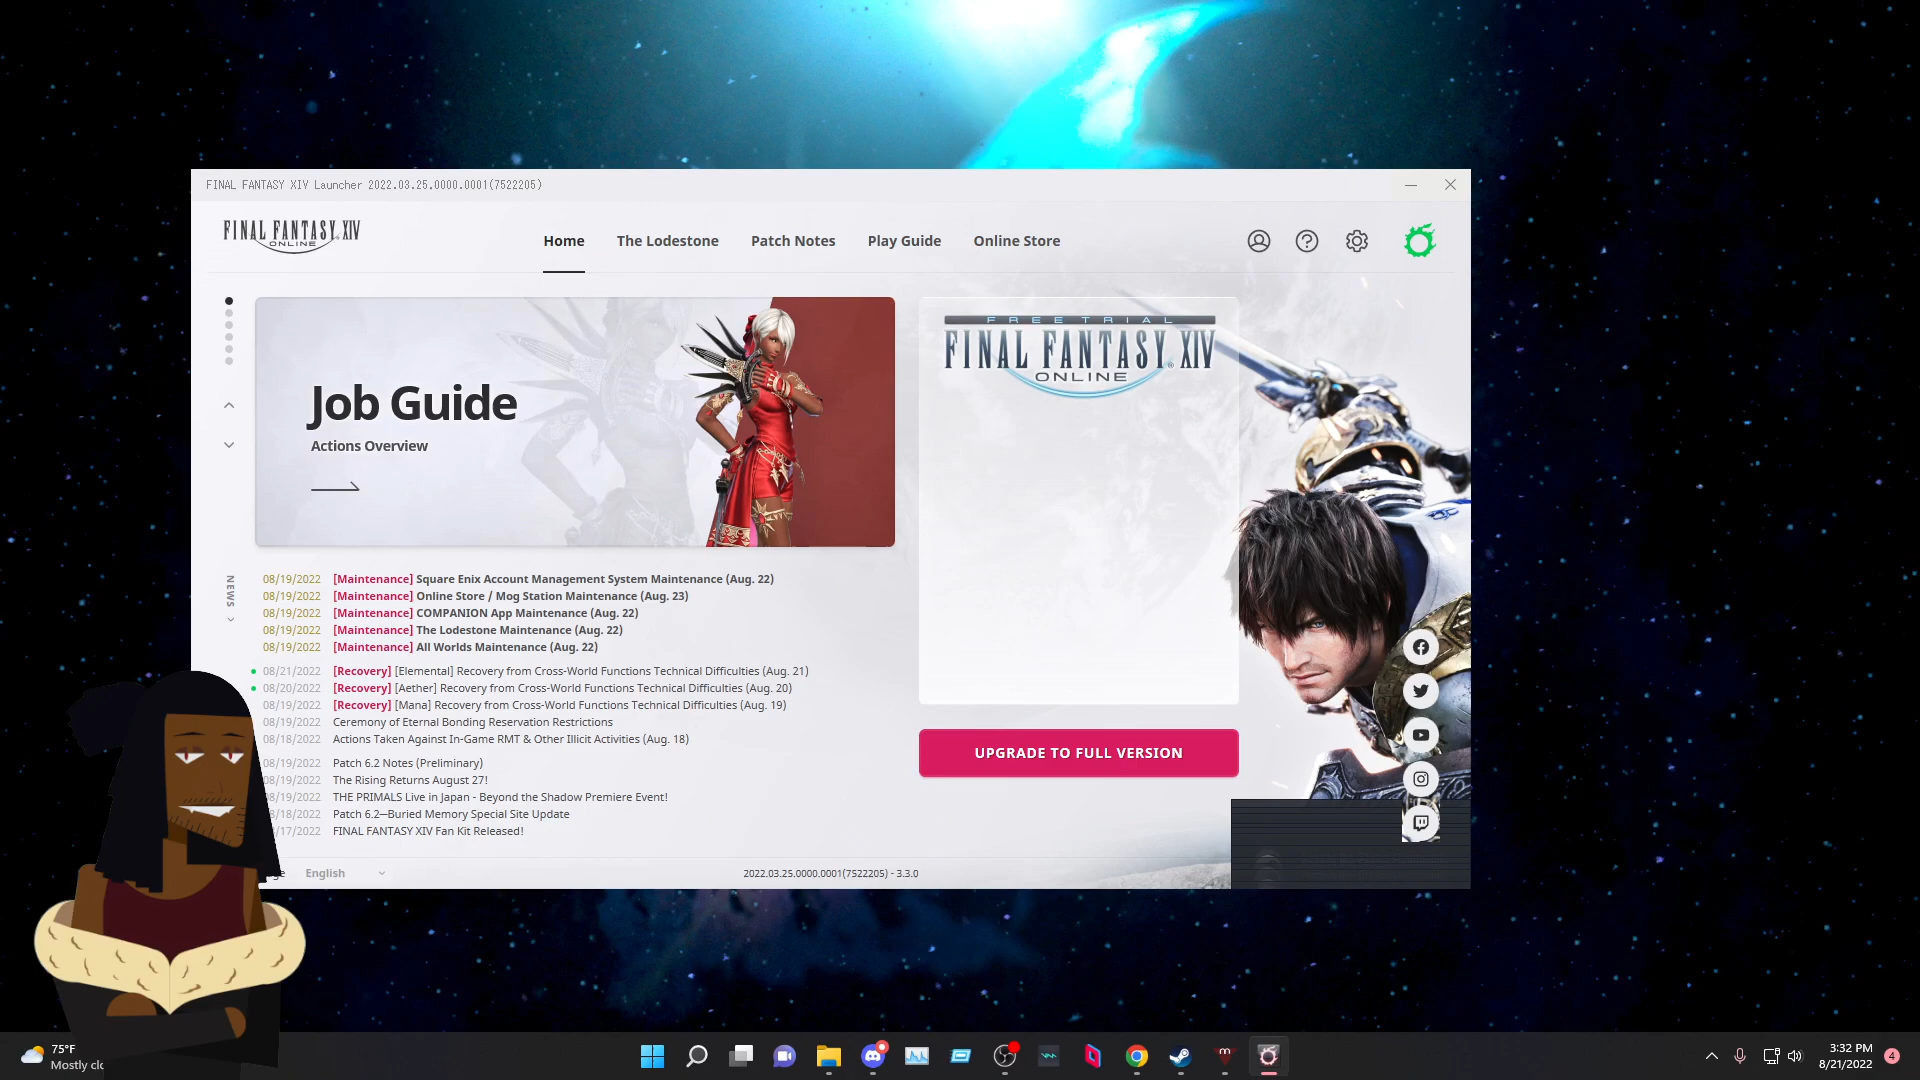 FINAL FANTASY XIV Launcher 2022.03.25.0000.0001(7522205)
FINAL FANTASY XIV
ONLINE
Home
The Lodestone
Patch Notes
Play Guide
Online Store
Job Guide
Actions Overview
FREE TRIAL
FINAL FANTASY XIV
ONLINE
NEWS
08/19/2022 [Maintenance] Square Enix Account Management System Maintenance (Aug. 22)
08/19/2022 [Maintenance] Online Store / Mog Station Maintenance (Aug. 23)
08/19/2022 [Maintenance] COMPANION App Maintenance (Aug. 22)
08/19/2022 [Maintenance] The Lodestone Maintenance (Aug. 22)
08/19/2022 [Maintenance] All Worlds Maintenance (Aug. 22)
08/21/2022 [Recovery] [Elemental] Recovery from Cross-World Functions Technical Difficulties (Aug. 21)
08/20/2022 [Recovery] [Aether] Recovery from Cross-World Functions Technical Difficulties (Aug. 20)
08/19/2022 [Recovery] [Mana] Recovery from Cross-World Functions Technical Difficulties (Aug. 19)
08/19/2022 Ceremony of Eternal Bonding Reservation Restrictions
08/18/2022 Actions Taken Against In-Game RMT & Other Illicit Activities (Aug. 18)
08/19/2022 Patch 6.2 Notes (Preliminary)
08/19/2022 The Rising Returns August 27!
8/19/2022 THE PRIMALS Live in Japan - Beyond the Shadow Premiere Event!
/18/2022 Patch 6.2—Buried Memory Special Site Update
/17/2022 FINAL FANTASY XIV Fan Kit Released!
UPGRADE TO FULL VERSION
English
2022.03.25.0000.0001(7522205) - 3.3.0
75°F
Mostly clo
3:32 PM
8/21/2022
4